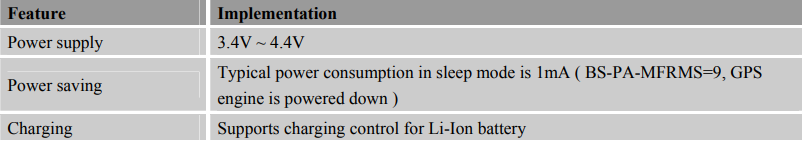 Feature Implementation
Power supply 3.4V ~ 4.4V
Power saving Typical power consumption in sleep mode is 1mA ( BS-PA-MFRMS=9, GPS
engine is powered down )
Charging Supports charging control for Li-Ion battery